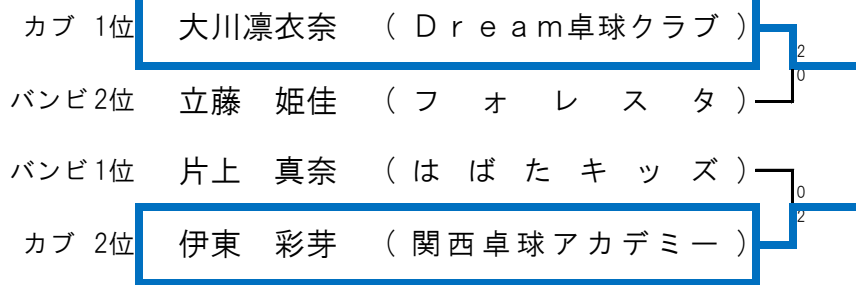 カブ 1位 大川凛衣奈 （Ｄｒｅａｍ卓球クラブ）
2
0
バンビ2位 立藤 姫佳 （フォレスタ）
バンビ1位 片上 真奈 （はばたキッズ）
0
2
カブ 2位 伊東 彩芽 （関西卓球アカデミー）